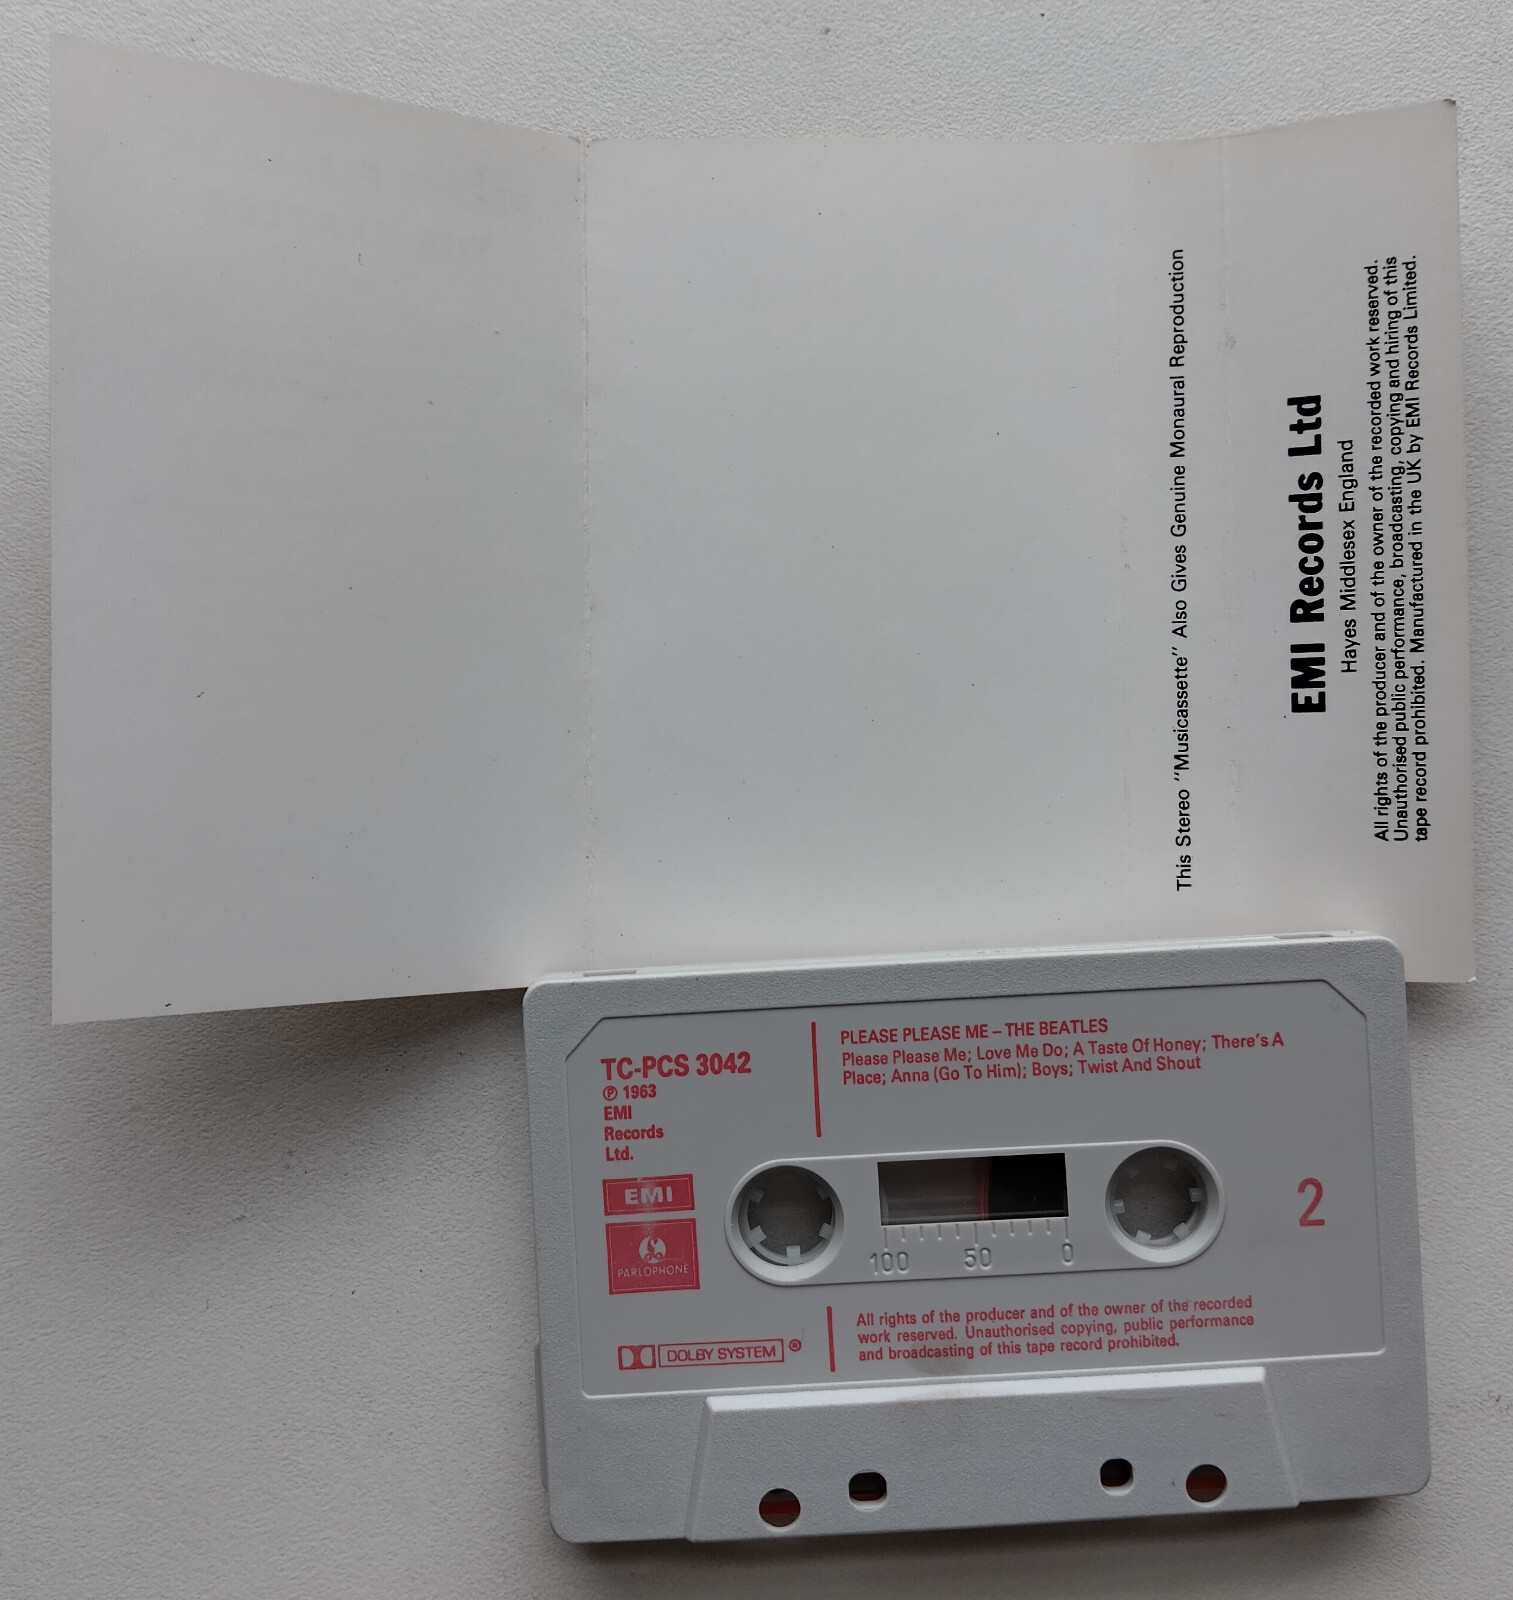 This Stereo "Musicassette" Also Gives Genuine Monaural Reproduction
EMI Records Ltd
Hayes Middlesex England
All rights of the producer and of the owner of the recorded work reserved.
Unauthorised public performance, broadcasting, copying and hiring of this
tape record prohibited. Manufactured in the UK by EMI Records Limited.
TC-PCS 3042
℗ 1963
EMI
Records
Ltd.
EMI
PARLOPHONE
DOLBY SYSTEM ®
PLEASE PLEASE ME – THE BEATLES
Please Please Me; Love Me Do; A Taste Of Honey; There's A
Place; Anna (Go To Him); Boys; Twist And Shout
100 50 0
2
All rights of the producer and of the owner of the recorded
work reserved. Unauthorised copying, public performance
and broadcasting of this tape record prohibited.